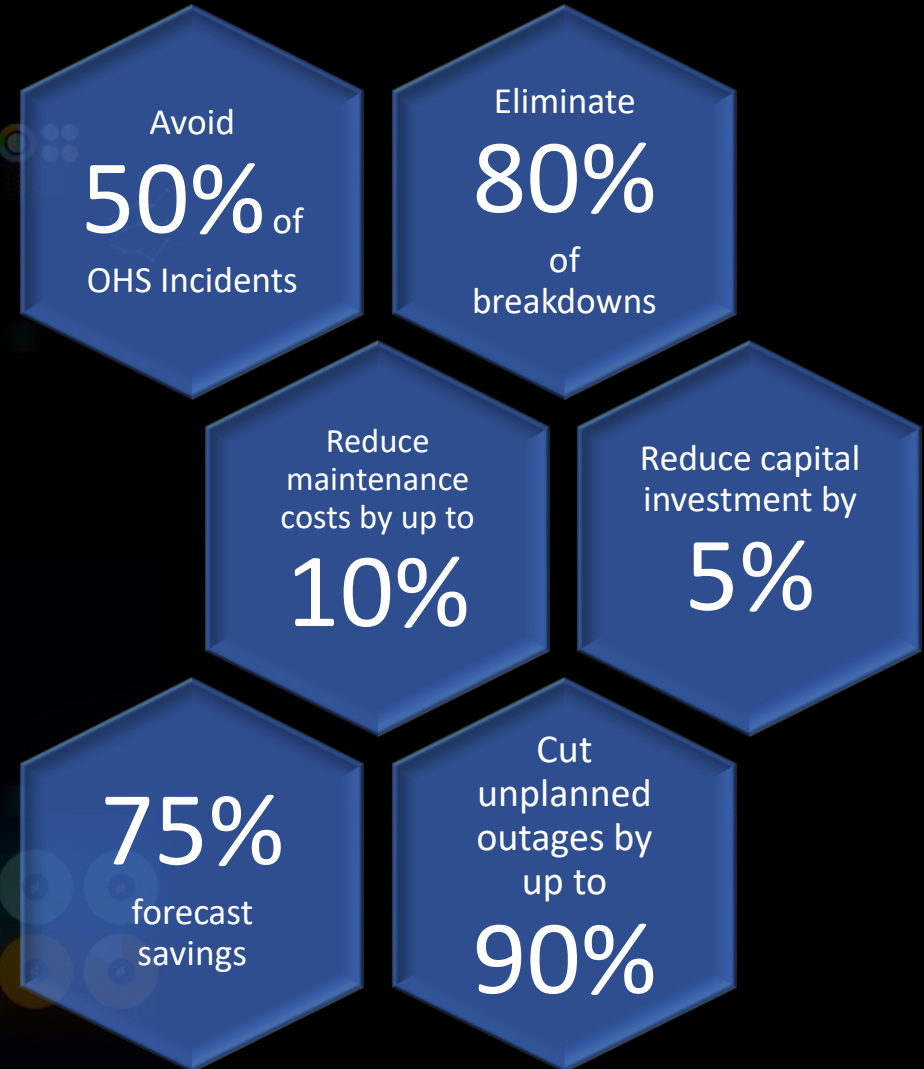 Avoid
50% of
OHS Incidents
Eliminate
80%
of
breakdowns
Reduce
maintenance
costs by up to
10%
Reduce capital
investment by
5%
75%
forecast
savings
Cut
unplanned
outages by
up to
90%